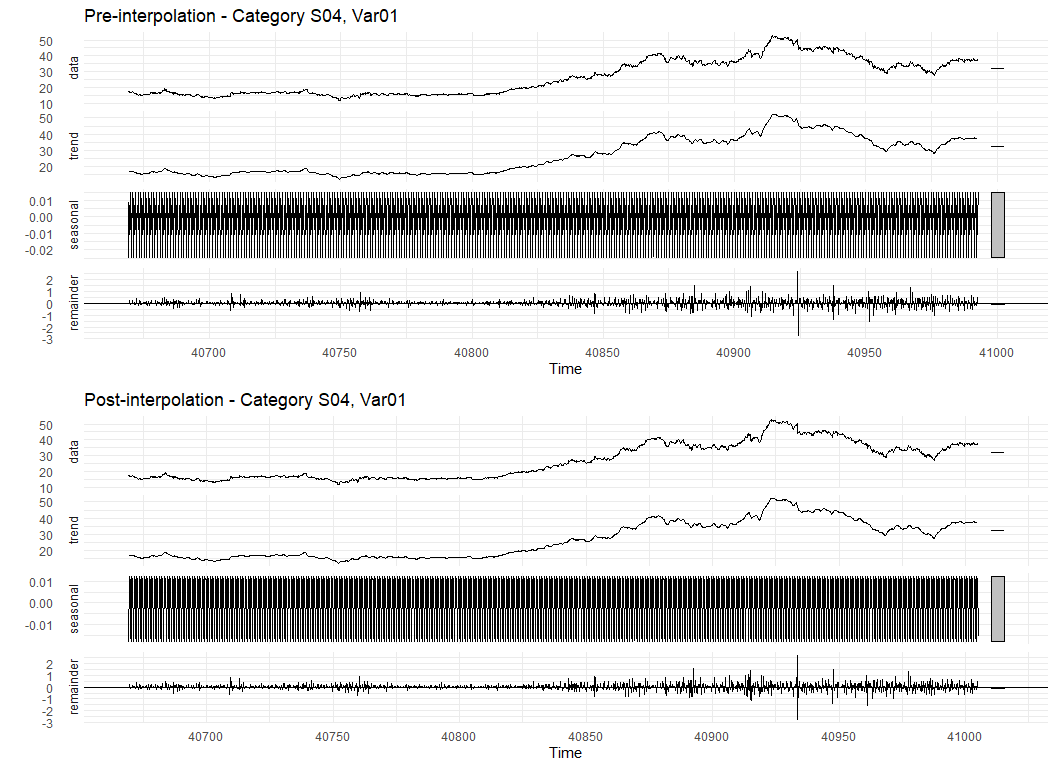 Pre-interpolation - Category S04, Var01
data
50
40
30
20
10
trend
50
40
30
20
seasonal
0.01
0.00
-0.01
-0.02
remainder
2
1
0
-1
-2
-3
40700 40750 40800 40850 40900 40950 41000
Time
Post-interpolation - Category S04, Var01
data
50
40
30
20
10
trend
50
40
30
20
seasonal
0.01
0.00
-0.01
remainder
2
1
0
-1
-2
-3
40700 40750 40800 40850 40900 40950 41000
Time